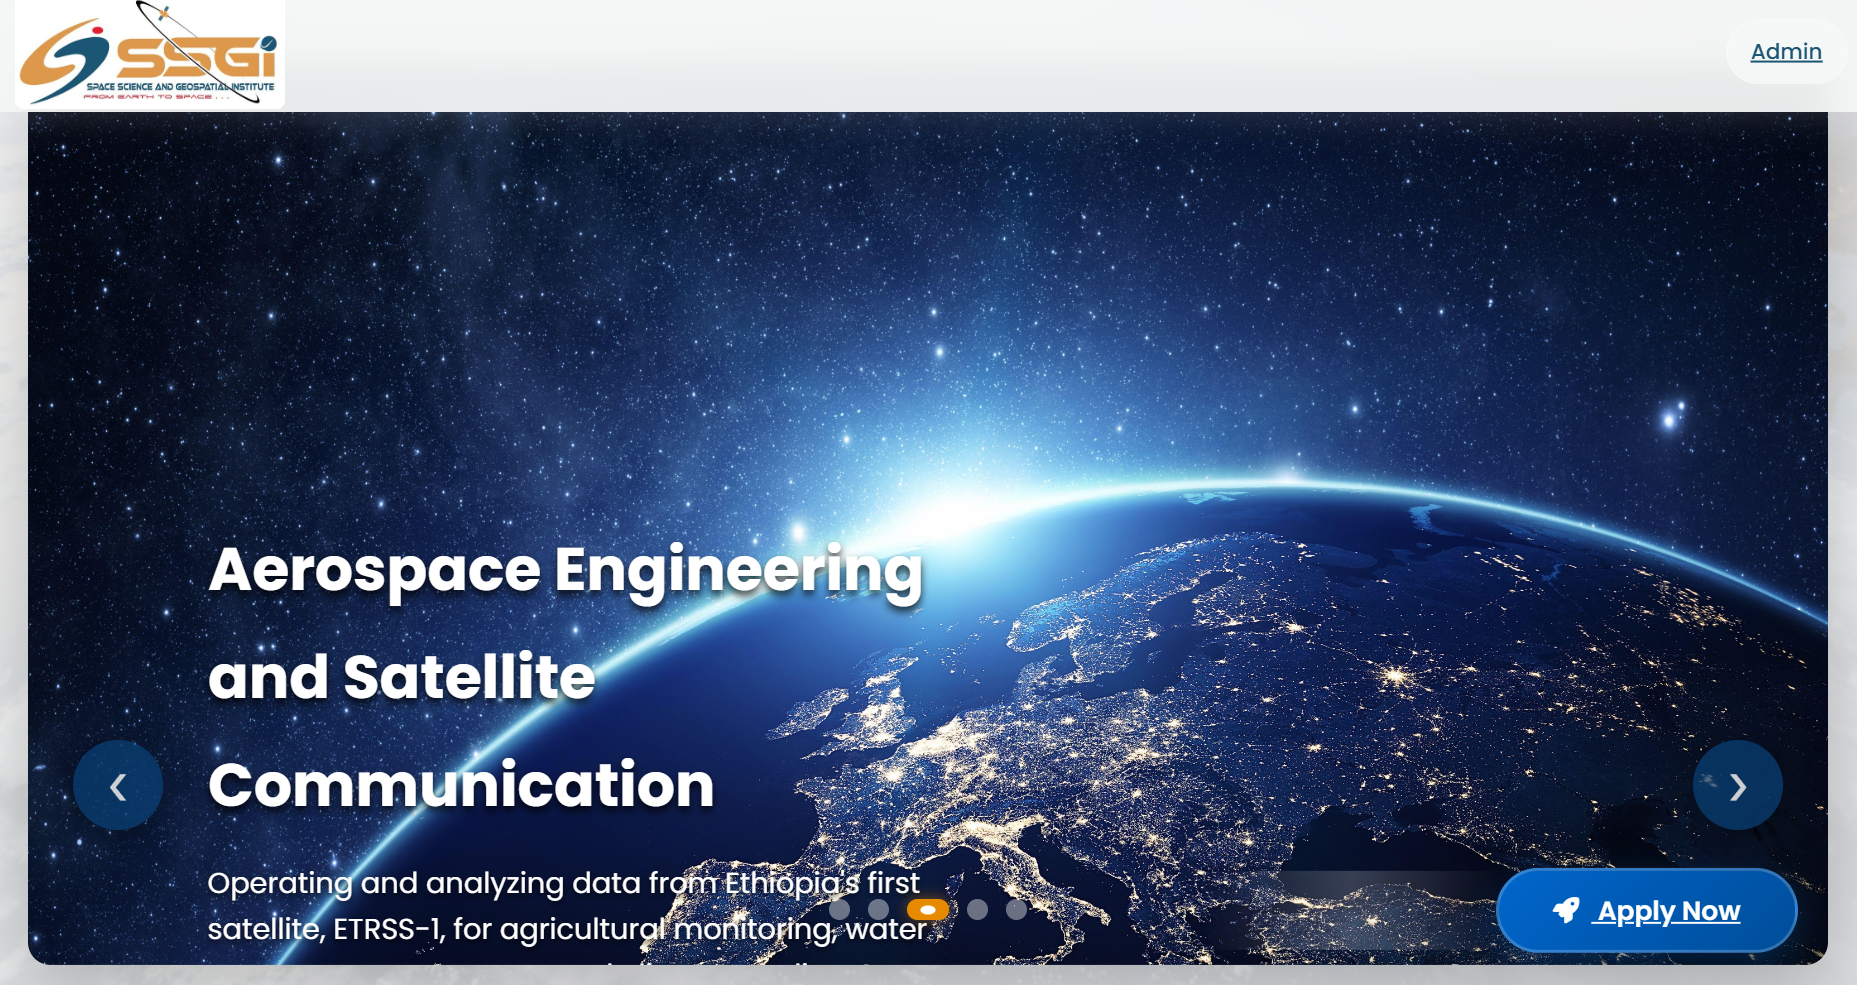 SSGi
SPACE SCIENCE AND GEOSPATIAL INSTITUTE
FROM EARTH TO SPACE...
Admin
Aerospace Engineering
and Satellite
Communication
Operating and analyzing data from Ethiopia's first
satellite, ETRSS-1, for agricultural monitoring, water
Apply Now